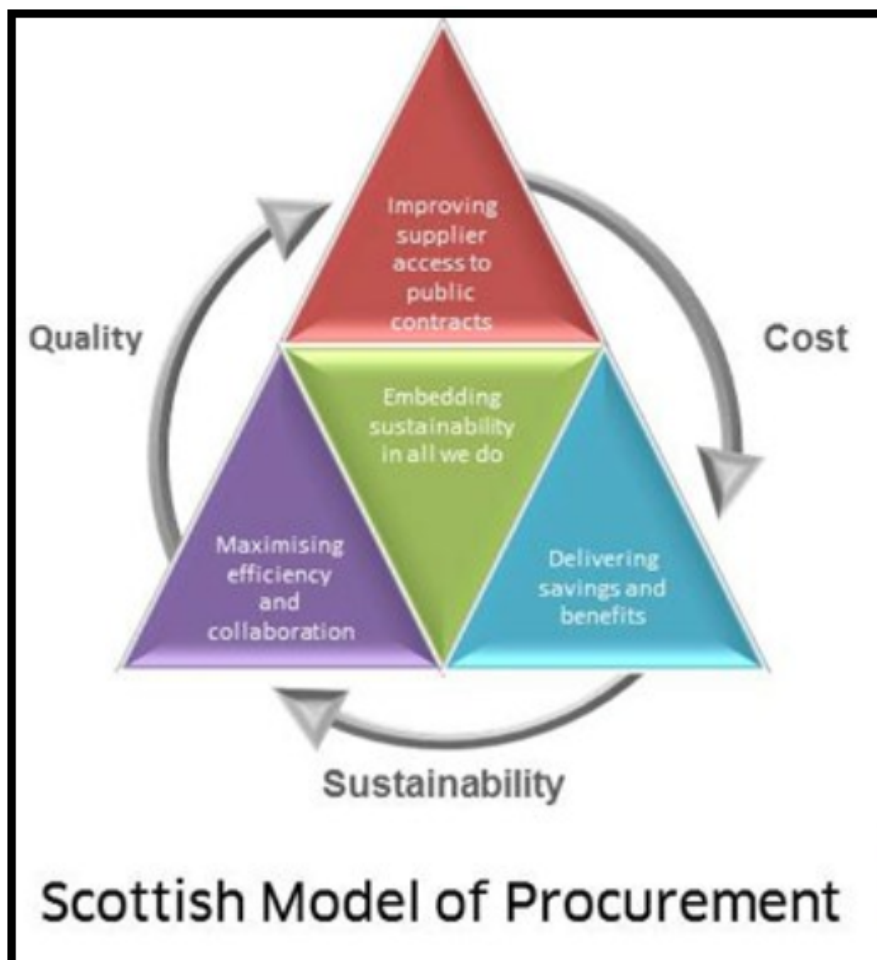 Improving
supplier
access to
public
contracts
Quality
Cost
Embedding
sustainability
in all we do
Maximising
efficiency
and
collaboration
Delivering
savings and
benefits
Sustainability
Scottish Model of Procurement